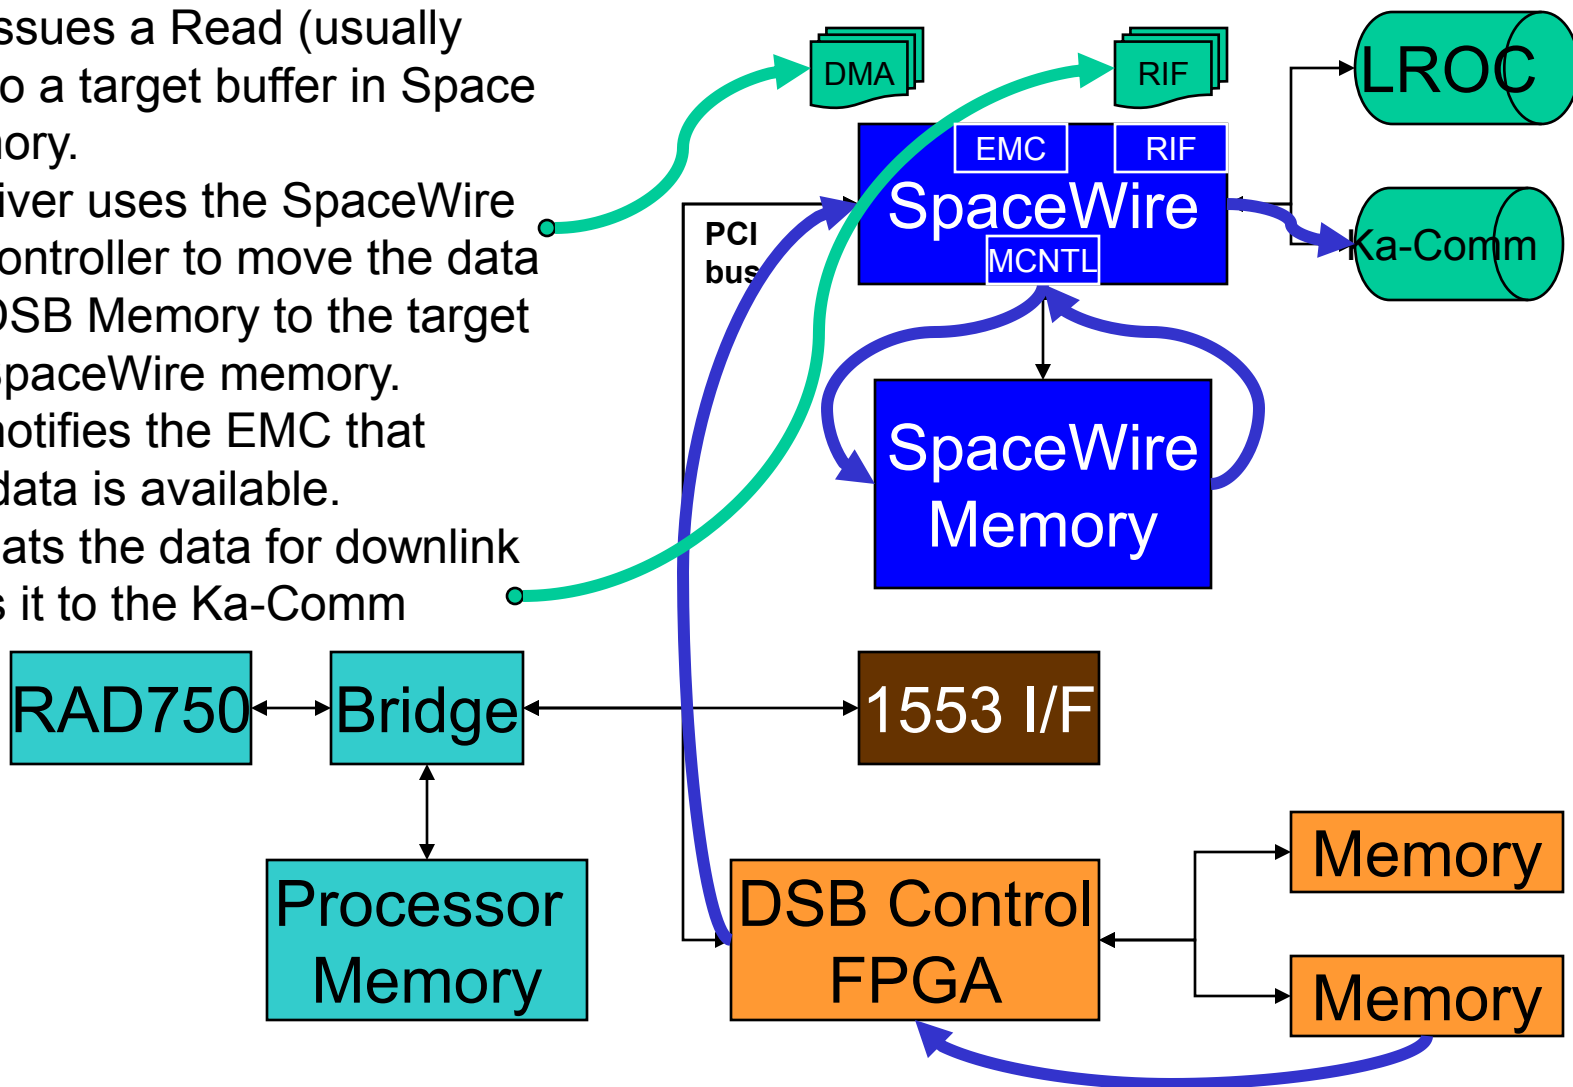 ssues a Read (usually
o a target buffer in Space
ory.
iver uses the SpaceWire
ontroller to move the data
DSB Memory to the target
SpaceWire memory.
notifies the EMC that
data is available.
ats the data for downlink
s it to the Ka-Comm
DMA
RIF
LROC
EMC
RIF
SpaceWire
MCNTL
PCI
bus
Ka-Comm
SpaceWire
Memory
RAD750
Bridge
1553 I/F
Processor
Memory
DSB Control
FPGA
Memory
Memory